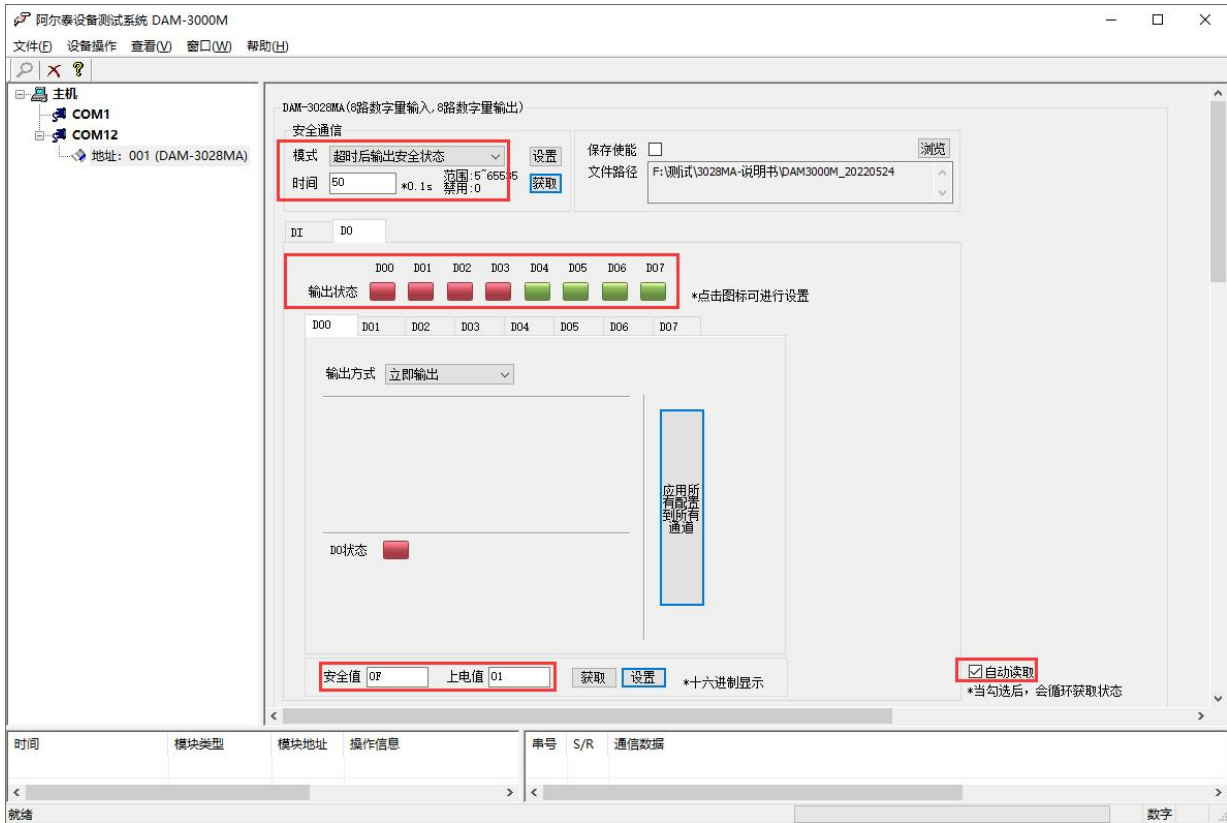 阿尔泰设备测试系统 DAM-3000M
文件(F) 设备操作 查看(V) 窗口(W) 帮助(H)
主机
COM1
COM12
地址：001 (DAM-3028MA)
DAM-3028MA(8路数字量输入,8路数字量输出)
安全通信
模式 超时后输出安全状态 设置
时间 50 *0.1s 范围:5~65535 禁用:0 获取
保存使能 浏览
文件路径 F:\测试\3028MA-说明书\DAM3000M_20220524
DI DO
DO0 DO1 DO2 DO3 DO4 DO5 DO6 DO7
输出状态 *点击图标可进行设置
DO0 DO1 DO2 DO3 DO4 DO5 DO6 DO7
输出方式 立即输出
应用所
有配置
到所有
通道
DO状态
安全值 0F 上电值 01 获取 设置 *十六进制显示
自动读取
*当勾选后，会循环获取状态
时间 模块类型 模块地址 操作信息 串号 S/R 通信数据
就绪 数字